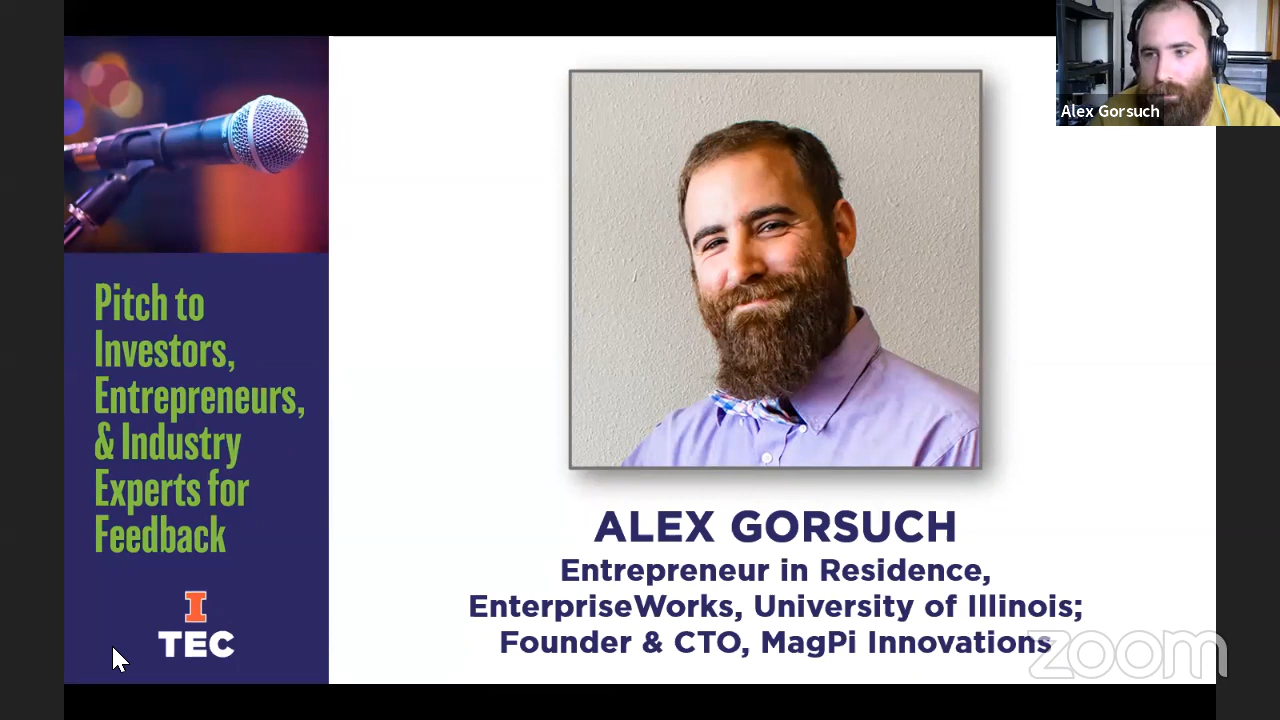 Alex Gorsuch
Pitch to
Investors,
Entrepreneurs,
& Industry
Experts for
Feedback
I
TEC
ALEX GORSUCH
Entrepreneur in Residence,
EnterpriseWorks, University of Illinois;
Founder & CTO, MagPi Innovations
zoom